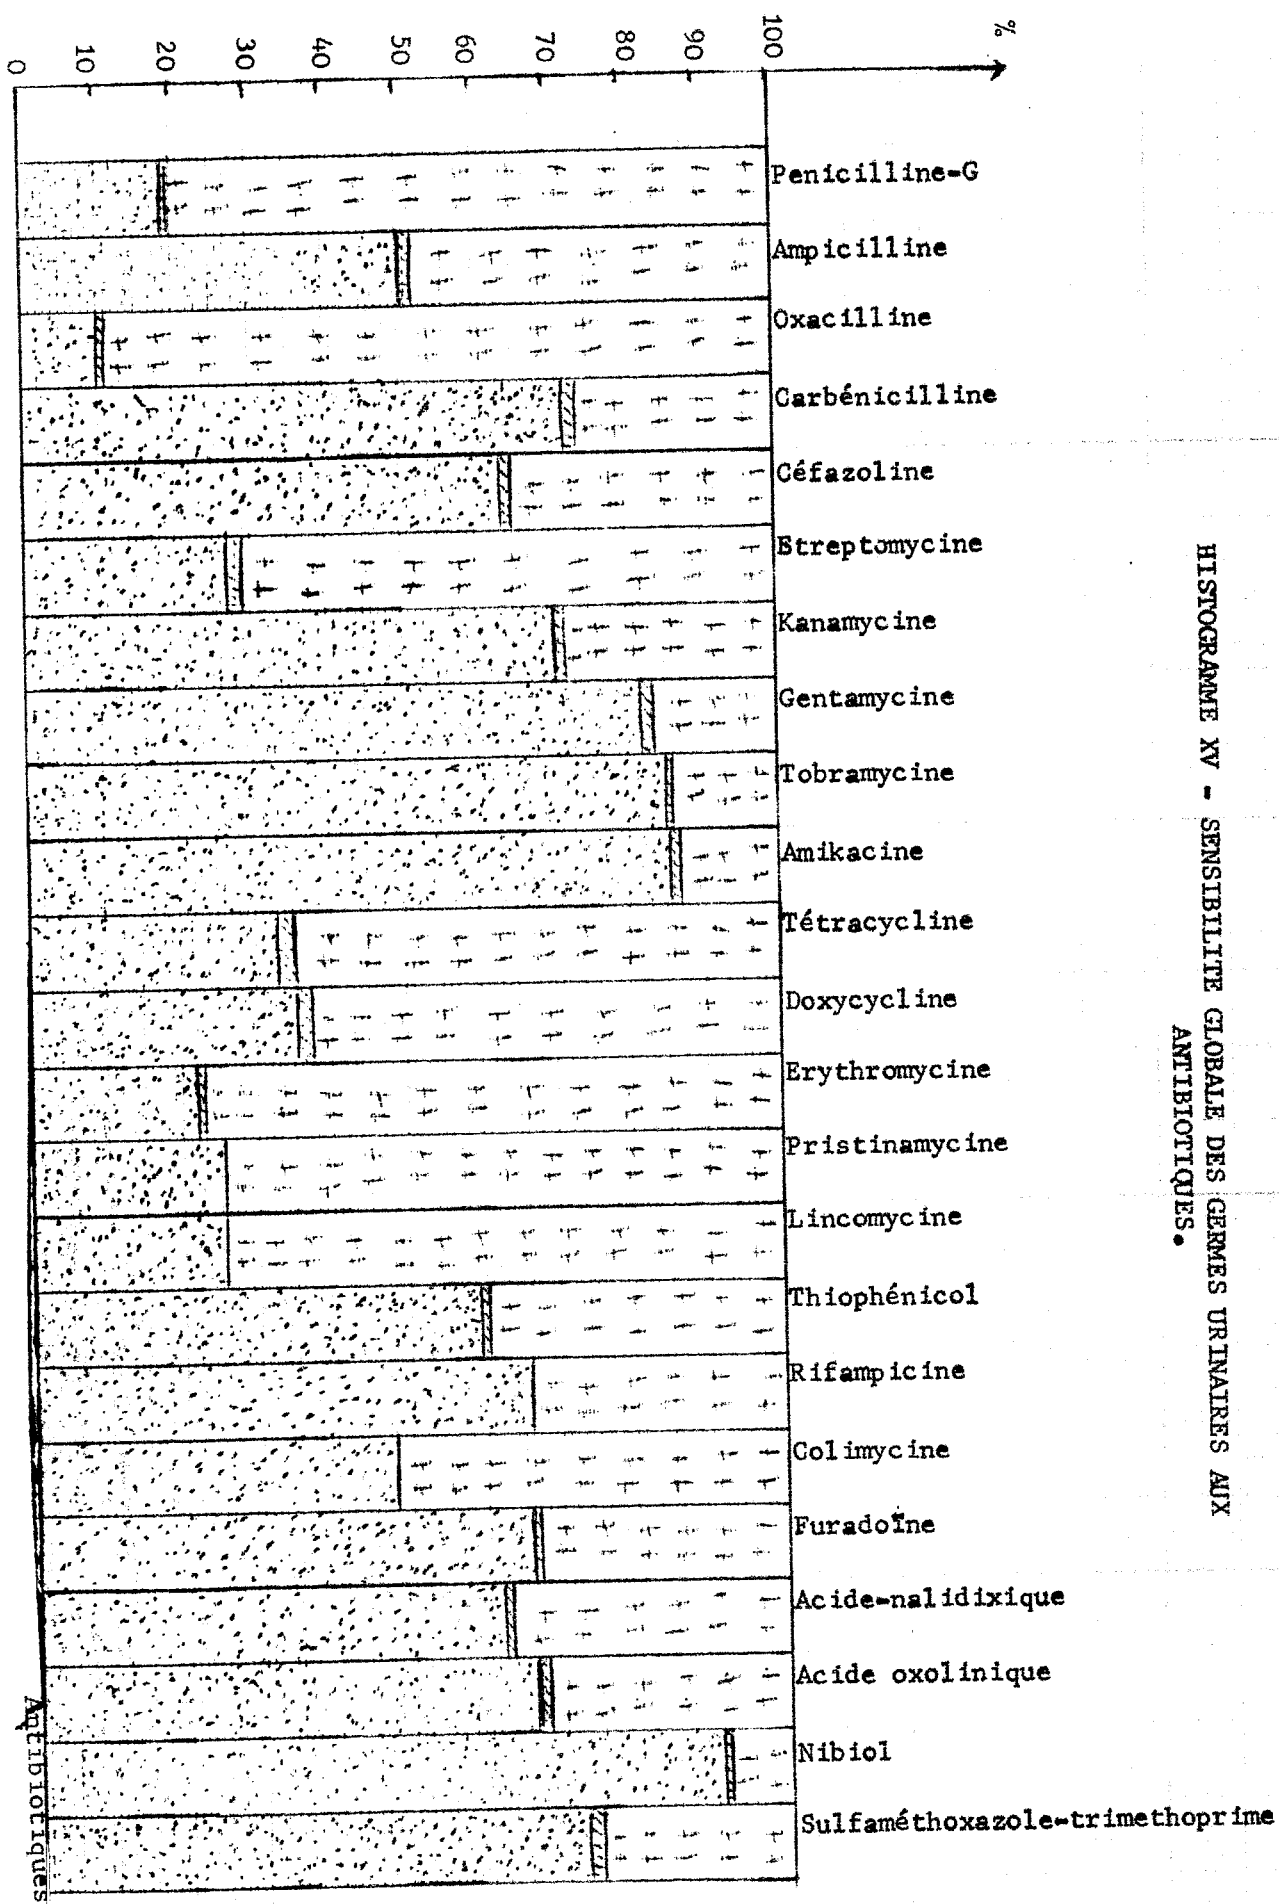 HISTOGRAMME XV - SENSIBILITE GLOBALE DES GERMES URINAIRES AUX
ANTIBIOTIQUES.
%
100
90
80
70
60
50
40
30
20
10
0
Penicilline-G
Ampicilline
Oxacilline
Carbénicilline
Céfazoline
Streptomycine
Kanamycine
Gentamycine
Tobramycine
Amikacine
Tétracycline
Doxycycline
Erythromycine
Pristinamycine
Lincomycine
Thiophénicol
Rifampicine
Colimycine
Furadoïne
Acide-nalidixique
Acide oxolinique
Nibiol
Sulfaméthoxazole-trimethoprime
Antibiotiques